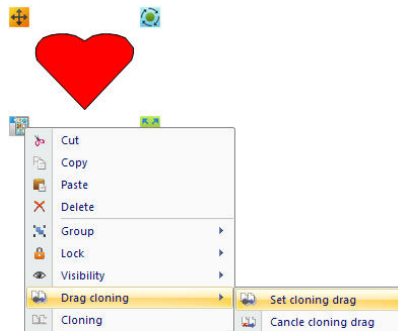 Cut
Copy
Paste
Delete
Group
Lock
Visibility
Drag cloning
Set cloning drag
Cloning
Cancle cloning drag